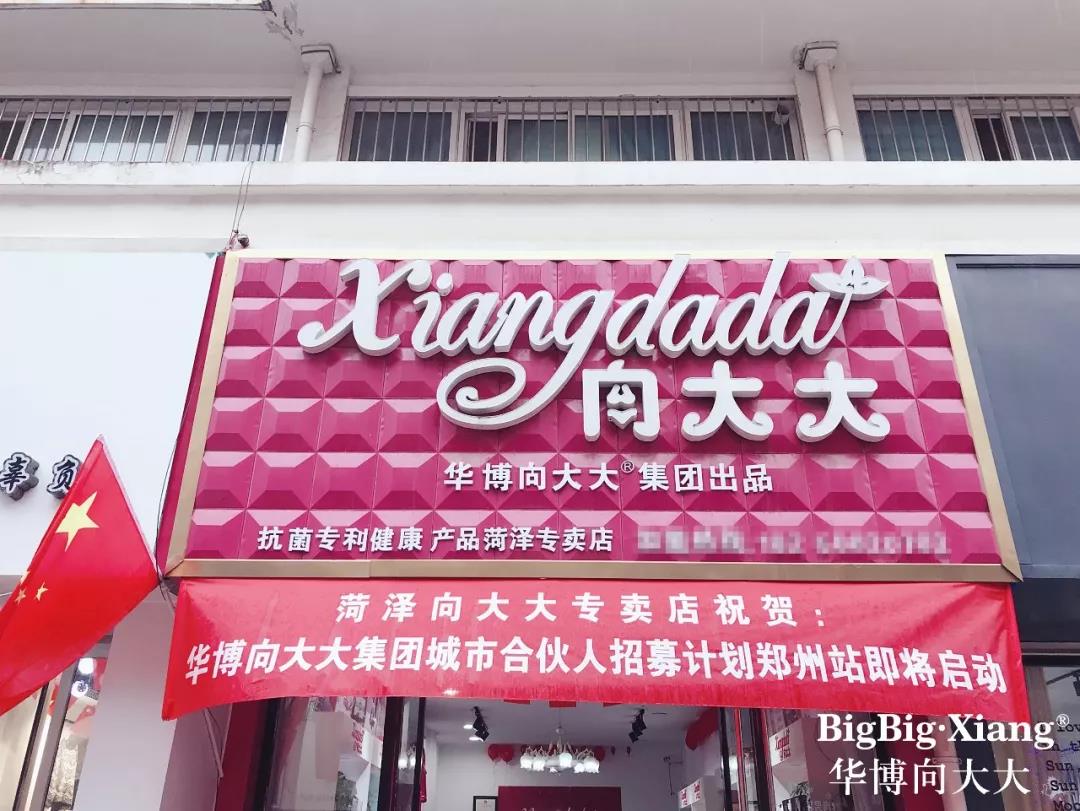 Xiangdada
向大大
华博向大大®集团出品
抗菌专利健康 产品菏泽专卖店
菏泽向大大专卖店祝贺：
华博向大大集团城市合伙人招募计划郑州站即将启动
BigBig·Xiang®
华博向大大